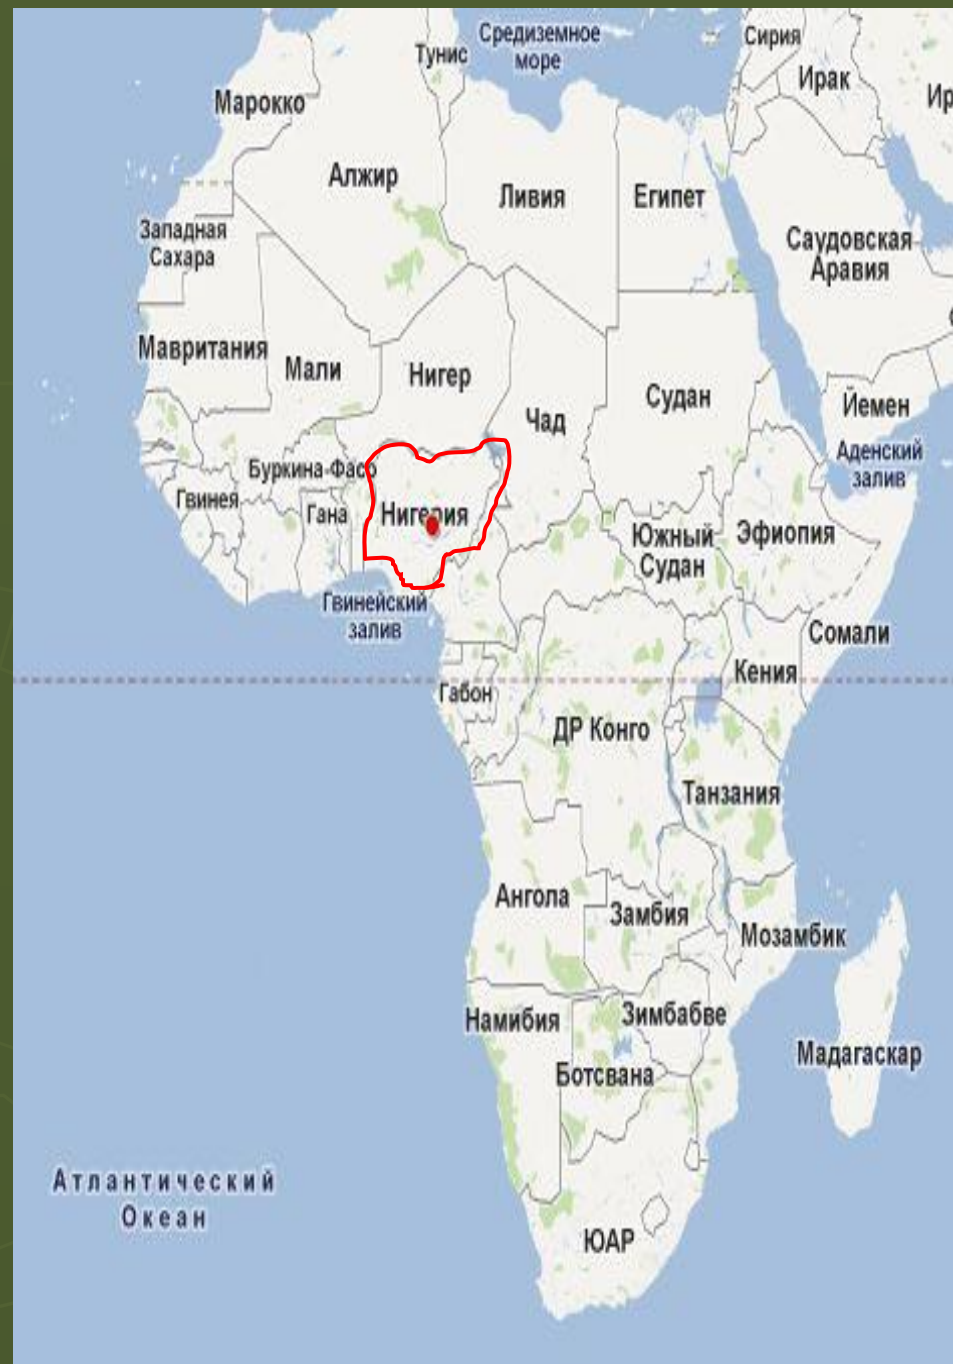 Средиземное
море
Сирия
Тунис
Ирак
Ир
Марокко
Алжир
Ливия
Египет
Западная
Сахара
Саудовская
Аравия
Мавритания
Мали
Нигер
Чад
Судан
Йемен
Аденский
залив
Буркина-Фасо
Гвинея
Гана
Нигерия
Южный
Судан
Эфиопия
Гвинейский
залив
Сомали
Кения
Габон
ДР Конго
Танзания
Ангола
Замбия
Мозамбик
Намибия
Зимбабве
Ботсвана
Мадагаскар
Атлантический
Океан
ЮАР